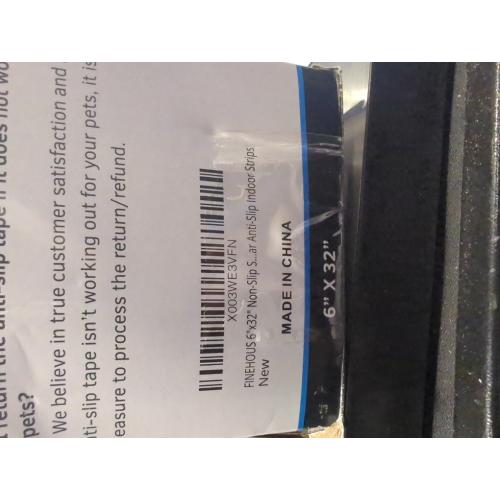 return the anti-slip tape if it does not wo
pets?
We believe in true customer satisfaction and
ti-slip tape isn't working out for your pets, it is
easure to process the return/refund.
X003WE3VFN
FINEHOUS 6"x32" Non-Slip S...ar Anti-Slip Indoor Strips
New
MADE IN CHINA
6" X 32"